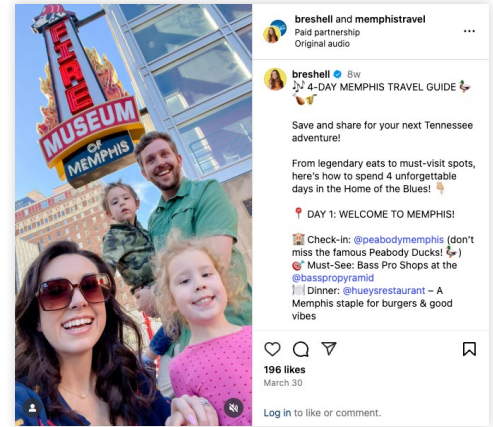 FIRE
MUSEUM
OF
MEMPHIS
breshell and memphistravel
Paid partnership
Original audio
breshell 8w
🎶 4-DAY MEMPHIS TRAVEL GUIDE 🦆
🍗🎷
Save and share for your next Tennessee
adventure!
From legendary eats to must-visit spots,
here's how to spend 4 unforgettable
days in the Home of the Blues! 👇🏼
📍 DAY 1: WELCOME TO MEMPHIS!
🏨 Check-in: @peabodymemphis (don't
miss the famous Peabody Ducks! 🦆)
🎯 Must-See: Bass Pro Shops at the
@basspropyramid
🍽️ Dinner: @hueysrestaurant – A
Memphis staple for burgers & good
vibes
196 likes
March 30
Log in to like or comment.